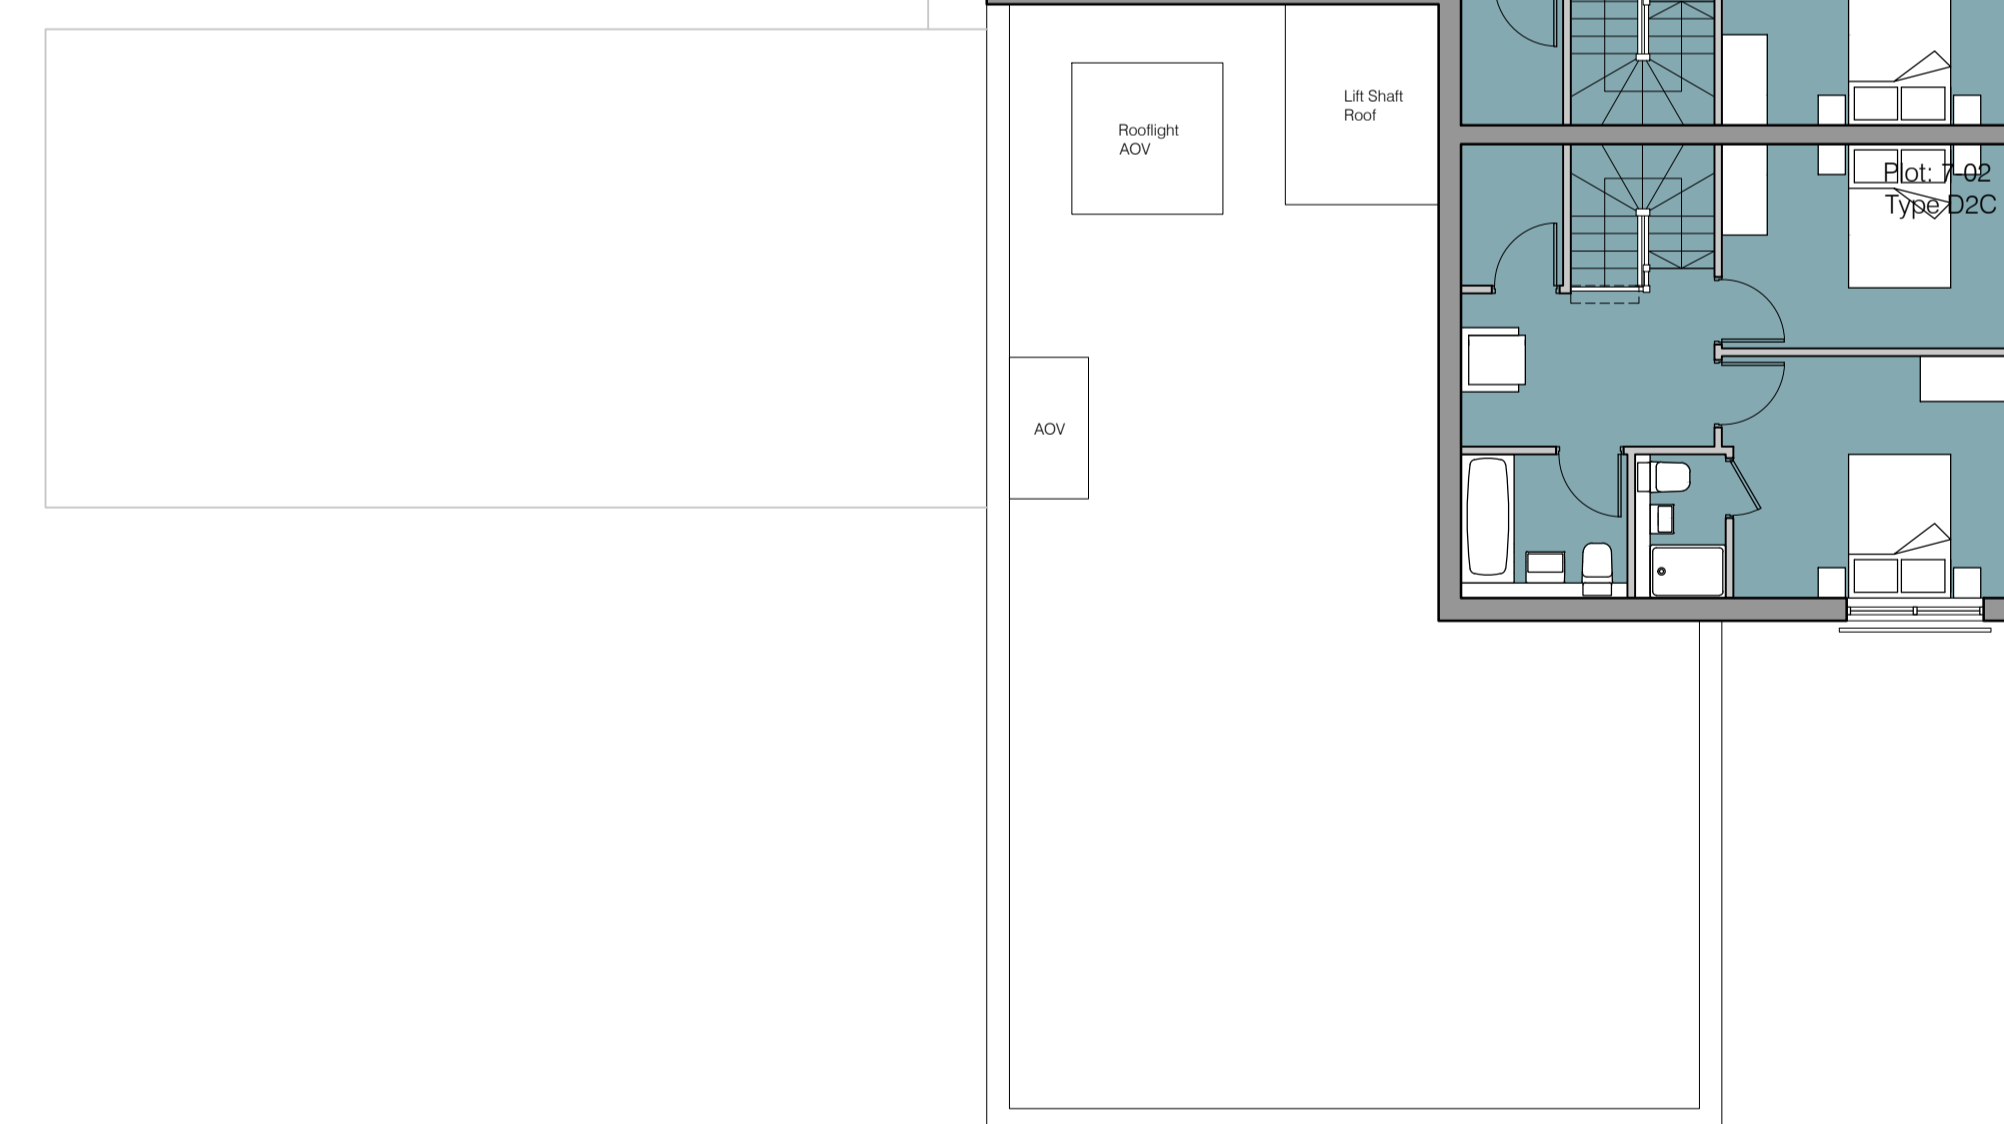 Lift Shaft
Roof
Rooflight
AOV
Plot: 7-02
Type D2C
AOV